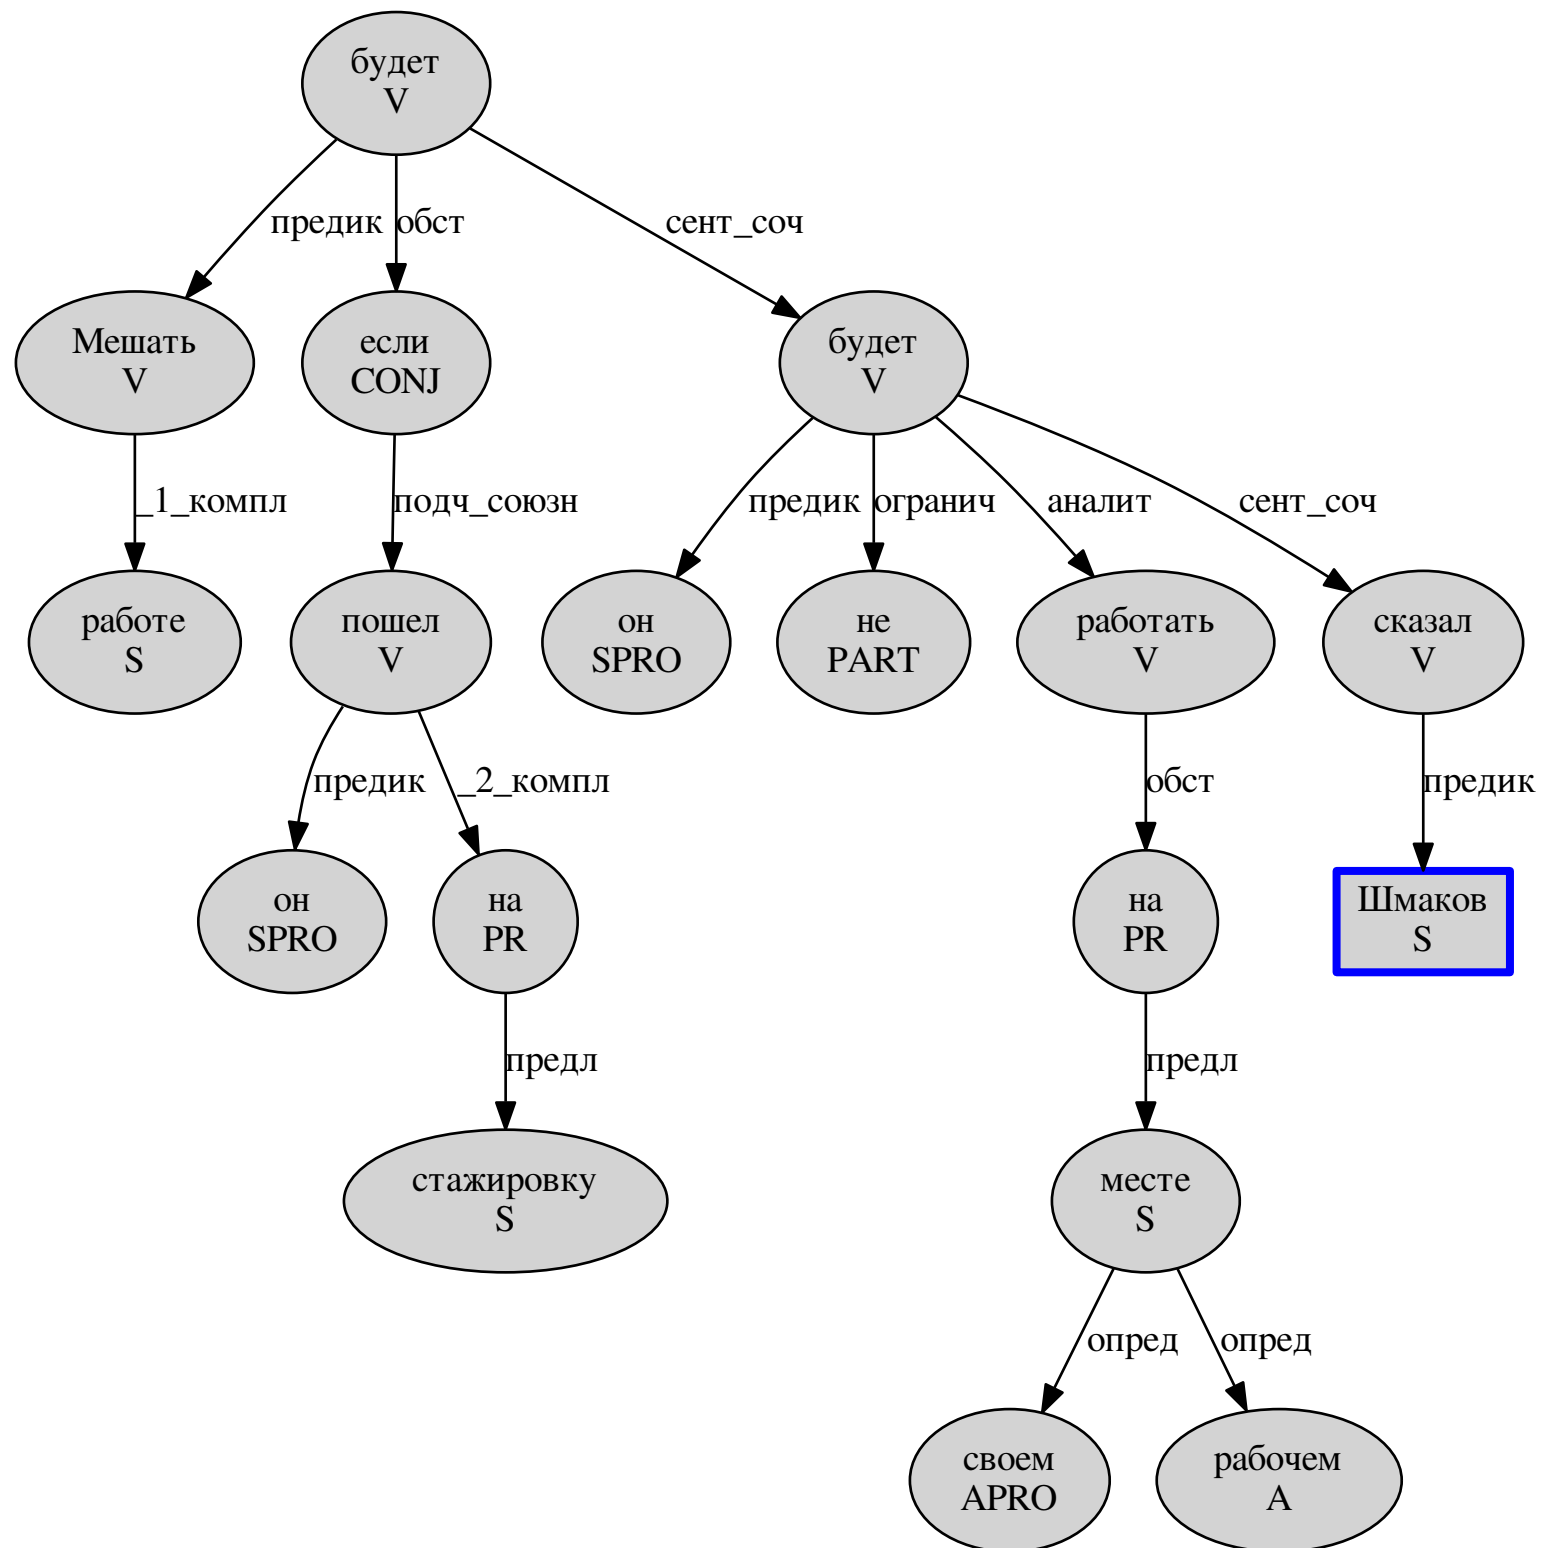 будет
V
предик обст сент_соч
Мешать
V
если
CONJ
будет
V
_1_компл подч_союзн предик огранич аналит сент_соч
работе
S
пошел
V
он
SPRO
не
PART
работать
V
сказал
V
предик _2_компл обст предик
он
SPRO
на
PR
на
PR
Шмаков
S
предл предл
стажировку
S
месте
S
опред опред
своем
APRO
рабочем
A